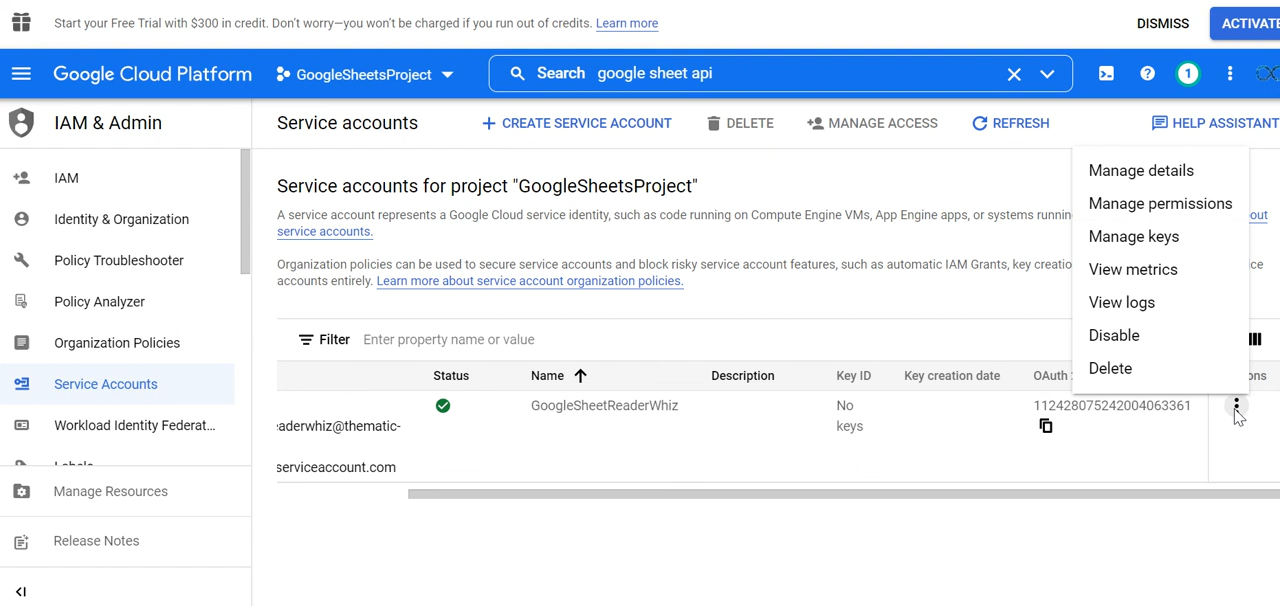 Start your Free Trial with $300 in credit. Don't worry—you won't be charged if you run out of credits. Learn more
DISMISS
ACTIVATE
Google Cloud Platform
GoogleSheetsProject
Search google sheet api
1
IAM & Admin
Service accounts
+ CREATE SERVICE ACCOUNT
DELETE
MANAGE ACCESS
REFRESH
HELP ASSISTANT
IAM
Identity & Organization
Policy Troubleshooter
Policy Analyzer
Organization Policies
Service Accounts
Workload Identity Federat...
Labels
Manage Resources
Release Notes
Service accounts for project "GoogleSheetsProject"
A service account represents a Google Cloud service identity, such as code running on Compute Engine VMs, App Engine apps, or systems runnin
out
service accounts.
Organization policies can be used to secure service accounts and block risky service account features, such as automatic IAM Grants, key creatio
ice
accounts entirely. Learn more about service account organization policies.
Manage details
Manage permissions
Manage keys
View metrics
View logs
Disable
Delete
Filter Enter property name or value
Status
Name
Description
Key ID
Key creation date
OAuth
ons
GoogleSheetReaderWhiz
No
keys
112428075242004063361
eaderwhiz@thematic-
serviceaccount.com